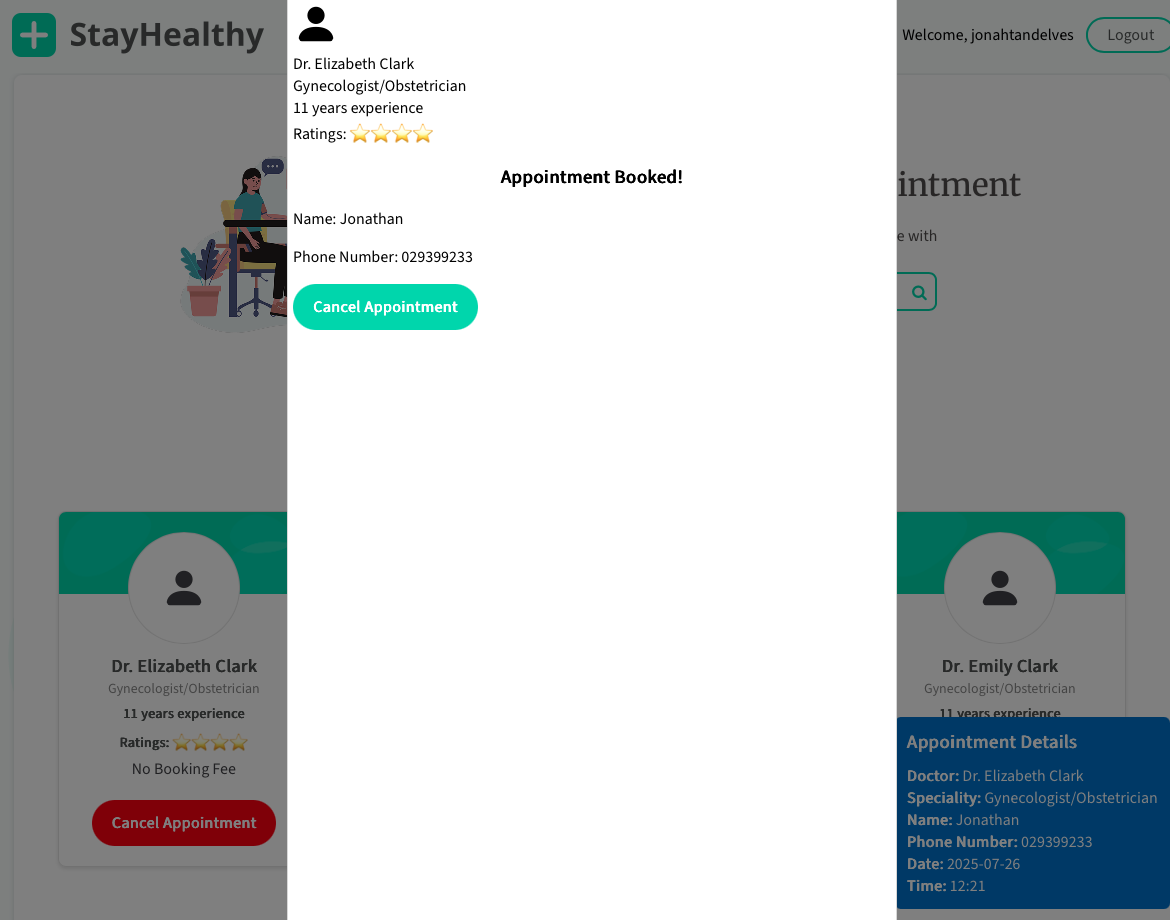 StayHealthy
Welcome, jonahtandelves
Logout
Dr. Elizabeth Clark
Gynecologist/Obstetrician
11 years experience
Ratings: ⭐⭐⭐⭐
Appointment Booked!
Name: Jonathan
Phone Number: 029399233
Cancel Appointment
intment
e with
Dr. Elizabeth Clark
Gynecologist/Obstetrician
11 years experience
Ratings: ⭐⭐⭐⭐
No Booking Fee
Cancel Appointment
Dr. Emily Clark
Gynecologist/Obstetrician
11 years experience
Appointment Details
Doctor: Dr. Elizabeth Clark
Speciality: Gynecologist/Obstetrician
Name: Jonathan
Phone Number: 029399233
Date: 2025-07-26
Time: 12:21